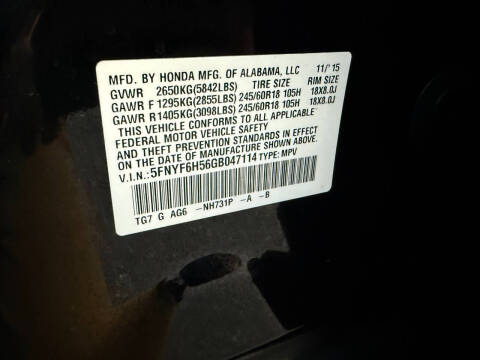 MFD. BY HONDA MFG. OF ALABAMA, LLC 11/'15
GVWR 2650KG(5842LBS) TIRE SIZE RIM SIZE
GAWR F 1295KG(2855LBS) 245/60R18 105H 18X8.0J
GAWR R 1405KG(3098LBS) 245/60R18 105H 18X8.0J
THIS VEHICLE CONFORMS TO ALL APPLICABLE
FEDERAL MOTOR VEHICLE SAFETY
STANDARDS IN EFFECT ON THE DATE OF
MANUFACTURE SHOWN ABOVE.
V.I.N.: 5FNYF6H56GB047114 TYPE: MPV
TG7 G AG6 -NH731P -A -B